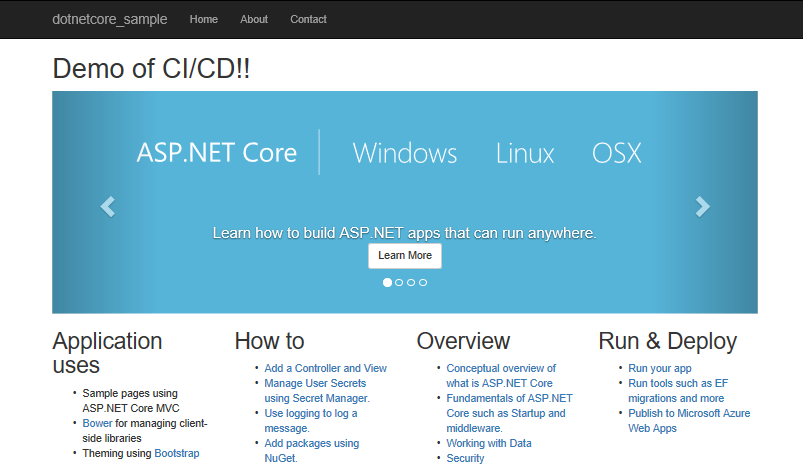 dotnetcore_sample Home About Contact
Demo of CI/CD!!
ASP.NET Core Windows Linux OSX
Learn how to build ASP.NET apps that can run anywhere.
Learn More
Application
uses
Sample pages using
ASP.NET Core MVC
Bower for managing client-
side libraries
Theming using Bootstrap
How to
Add a Controller and View
Manage User Secrets
using Secret Manager.
Use logging to log a
message.
Add packages using
NuGet.
Overview
Conceptual overview of
what is ASP.NET Core
Fundamentals of ASP.NET
Core such as Startup and
middleware.
Working with Data
Security
Run & Deploy
Run your app
Run tools such as EF
migrations and more
Publish to Microsoft Azure
Web Apps